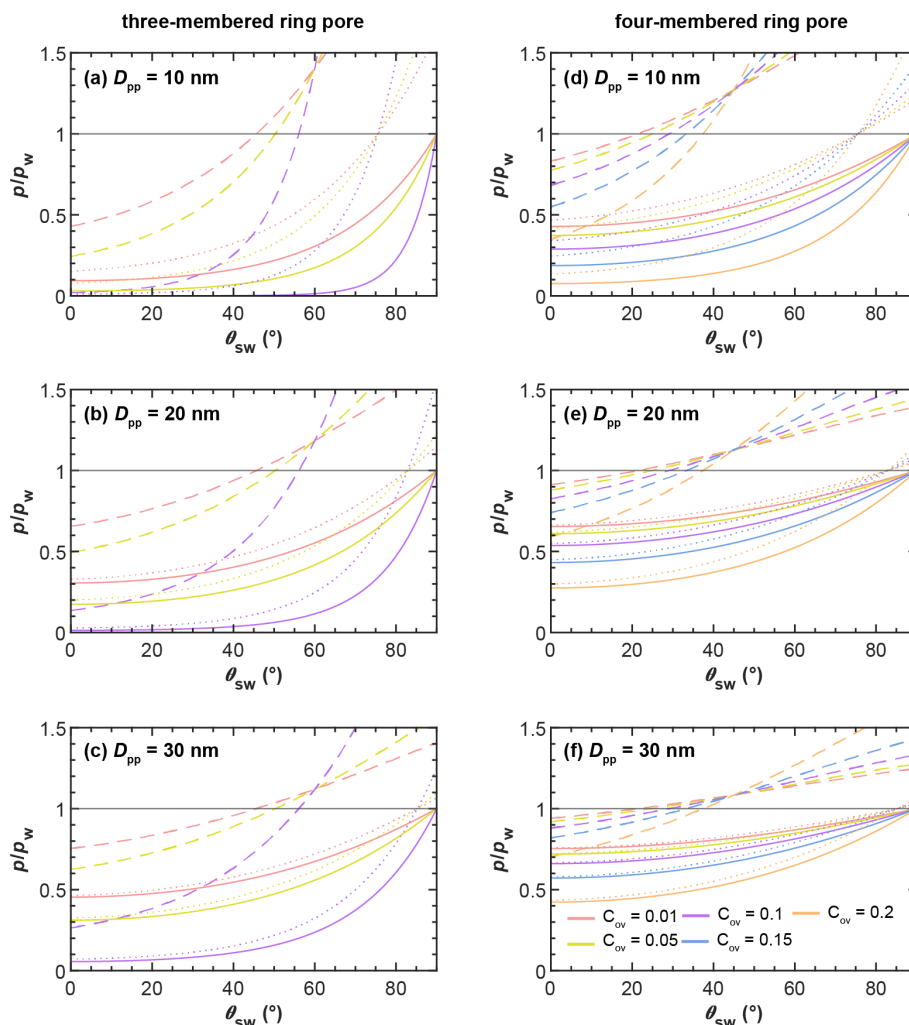 three-membered ring pore
four-membered ring pore
1.5
1
0.5
0
p/pw
(a) Dpp = 10 nm
0 20 40 60 80
θsw (°)
1.5
1
0.5
0
p/pw
(d) Dpp = 10 nm
0 20 40 60 80
θsw (°)
1.5
1
0.5
0
p/pw
(b) Dpp = 20 nm
0 20 40 60 80
θsw (°)
1.5
1
0.5
0
p/pw
(e) Dpp = 20 nm
0 20 40 60 80
θsw (°)
1.5
1
0.5
0
p/pw
(c) Dpp = 30 nm
0 20 40 60 80
θsw (°)
1.5
1
0.5
0
p/pw
(f) Dpp = 30 nm
Cov = 0.01 Cov = 0.1 Cov = 0.2
Cov = 0.05 Cov = 0.15
0 20 40 60 80
θsw (°)